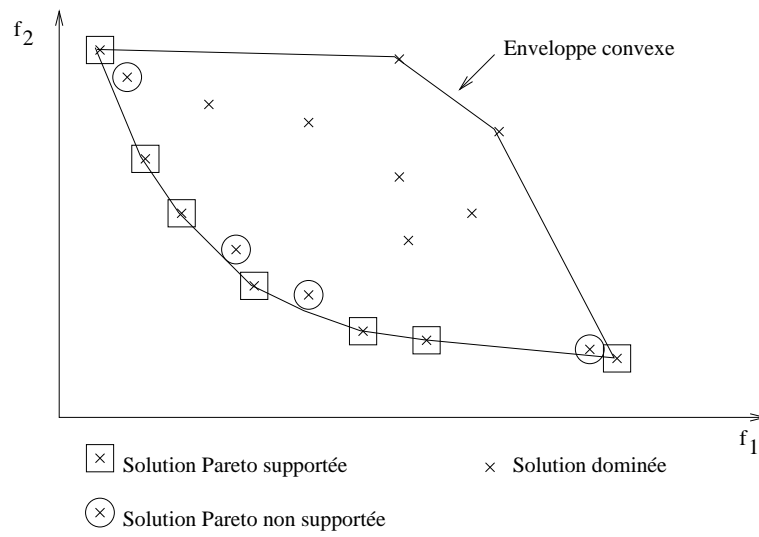 f2
Enveloppe convexe
f1
Solution Pareto supportée
Solution dominée
Solution Pareto non supportée